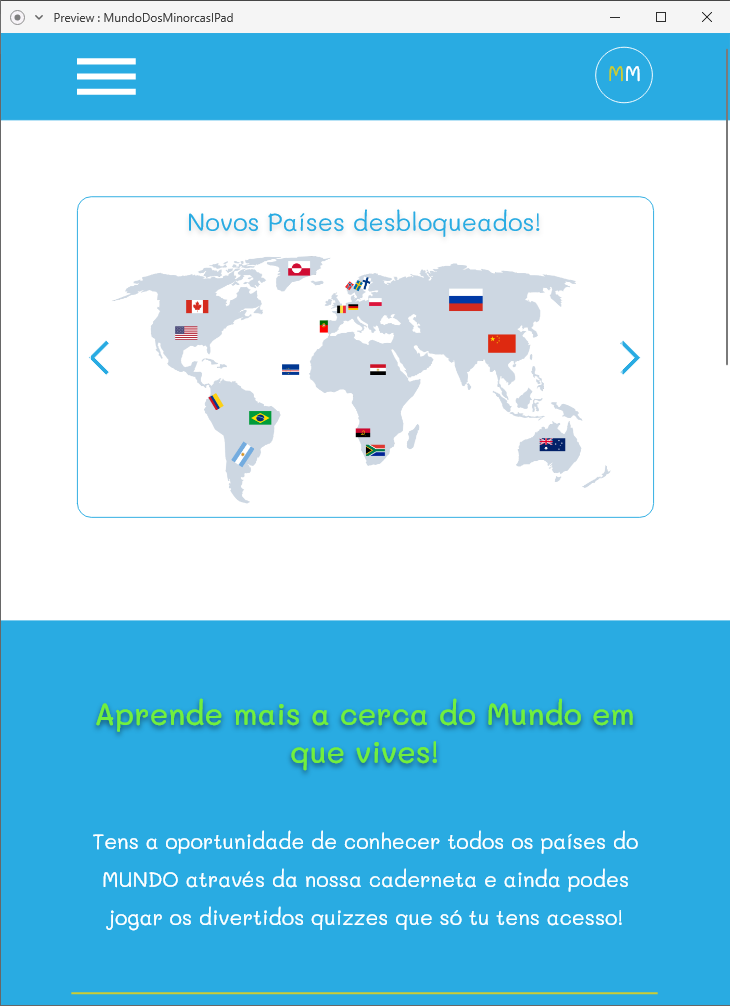 Preview : MundoDosMinorcasIPad
MM
Novos Países desbloqueados!
Aprende mais a cerca do Mundo em
que vives!
Tens a oportunidade de conhecer todos os países do
MUNDO através da nossa caderneta e ainda podes
jogar os divertidos quizzes que só tu tens acesso!